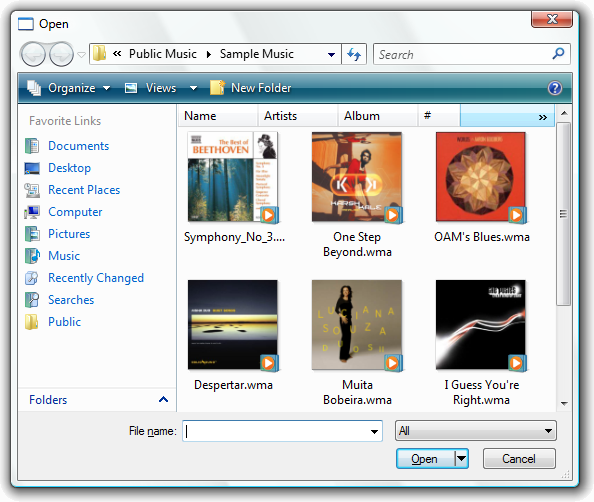 Open
« Public Music Sample Music
Search
Organize Views New Folder
Favorite Links
Documents
Desktop
Recent Places
Computer
Pictures
Music
Recently Changed
Searches
Public
Folders
Name Artists Album # »
NAXOS
The Best of
BEETHOVEN
Symphony_No_3....
KARSH KALE
One Step
Beyond.wma
OAM's Blues.wma
Despertar.wma
LUCIANA
SOUZA
DUOS II
Muita
Bobeira.wma
I Guess You're
Right.wma
File name:
All
Open
Cancel